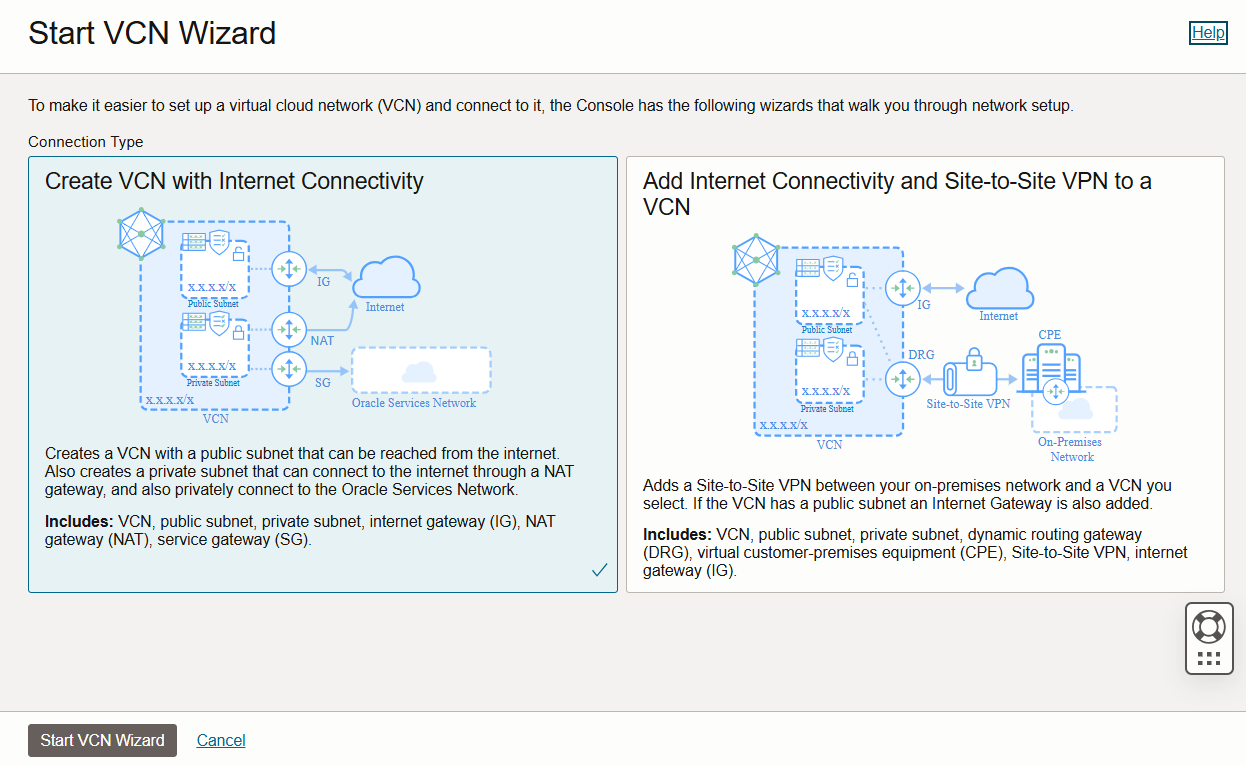 Start VCN Wizard
Help
To make it easier to set up a virtual cloud network (VCN) and connect to it, the Console has the following wizards that walk you through network setup.
Connection Type
Create VCN with Internet Connectivity
X.X.X.X/X
Public Subnet
IG
Internet
NAT
X.X.X.X/X
Private Subnet
SG
X.X.X.X/X
Oracle Services Network
VCN
Creates a VCN with a public subnet that can be reached from the internet.
Also creates a private subnet that can connect to the internet through a NAT
gateway, and also privately connect to the Oracle Services Network.
Includes: VCN, public subnet, private subnet, internet gateway (IG), NAT
gateway (NAT), service gateway (SG).
Add Internet Connectivity and Site-to-Site VPN to a
VCN
X.X.X.X/X
Public Subnet
IG
Internet
CPE
DRG
X.X.X.X/X
Private Subnet
Site-to-Site VPN
X.X.X.X/X
VCN
On-Premises
Network
Adds a Site-to-Site VPN between your on-premises network and a VCN you
select. If the VCN has a public subnet an Internet Gateway is also added.
Includes: VCN, public subnet, private subnet, dynamic routing gateway
(DRG), virtual customer-premises equipment (CPE), Site-to-Site VPN, internet
gateway (IG).
Start VCN Wizard
Cancel